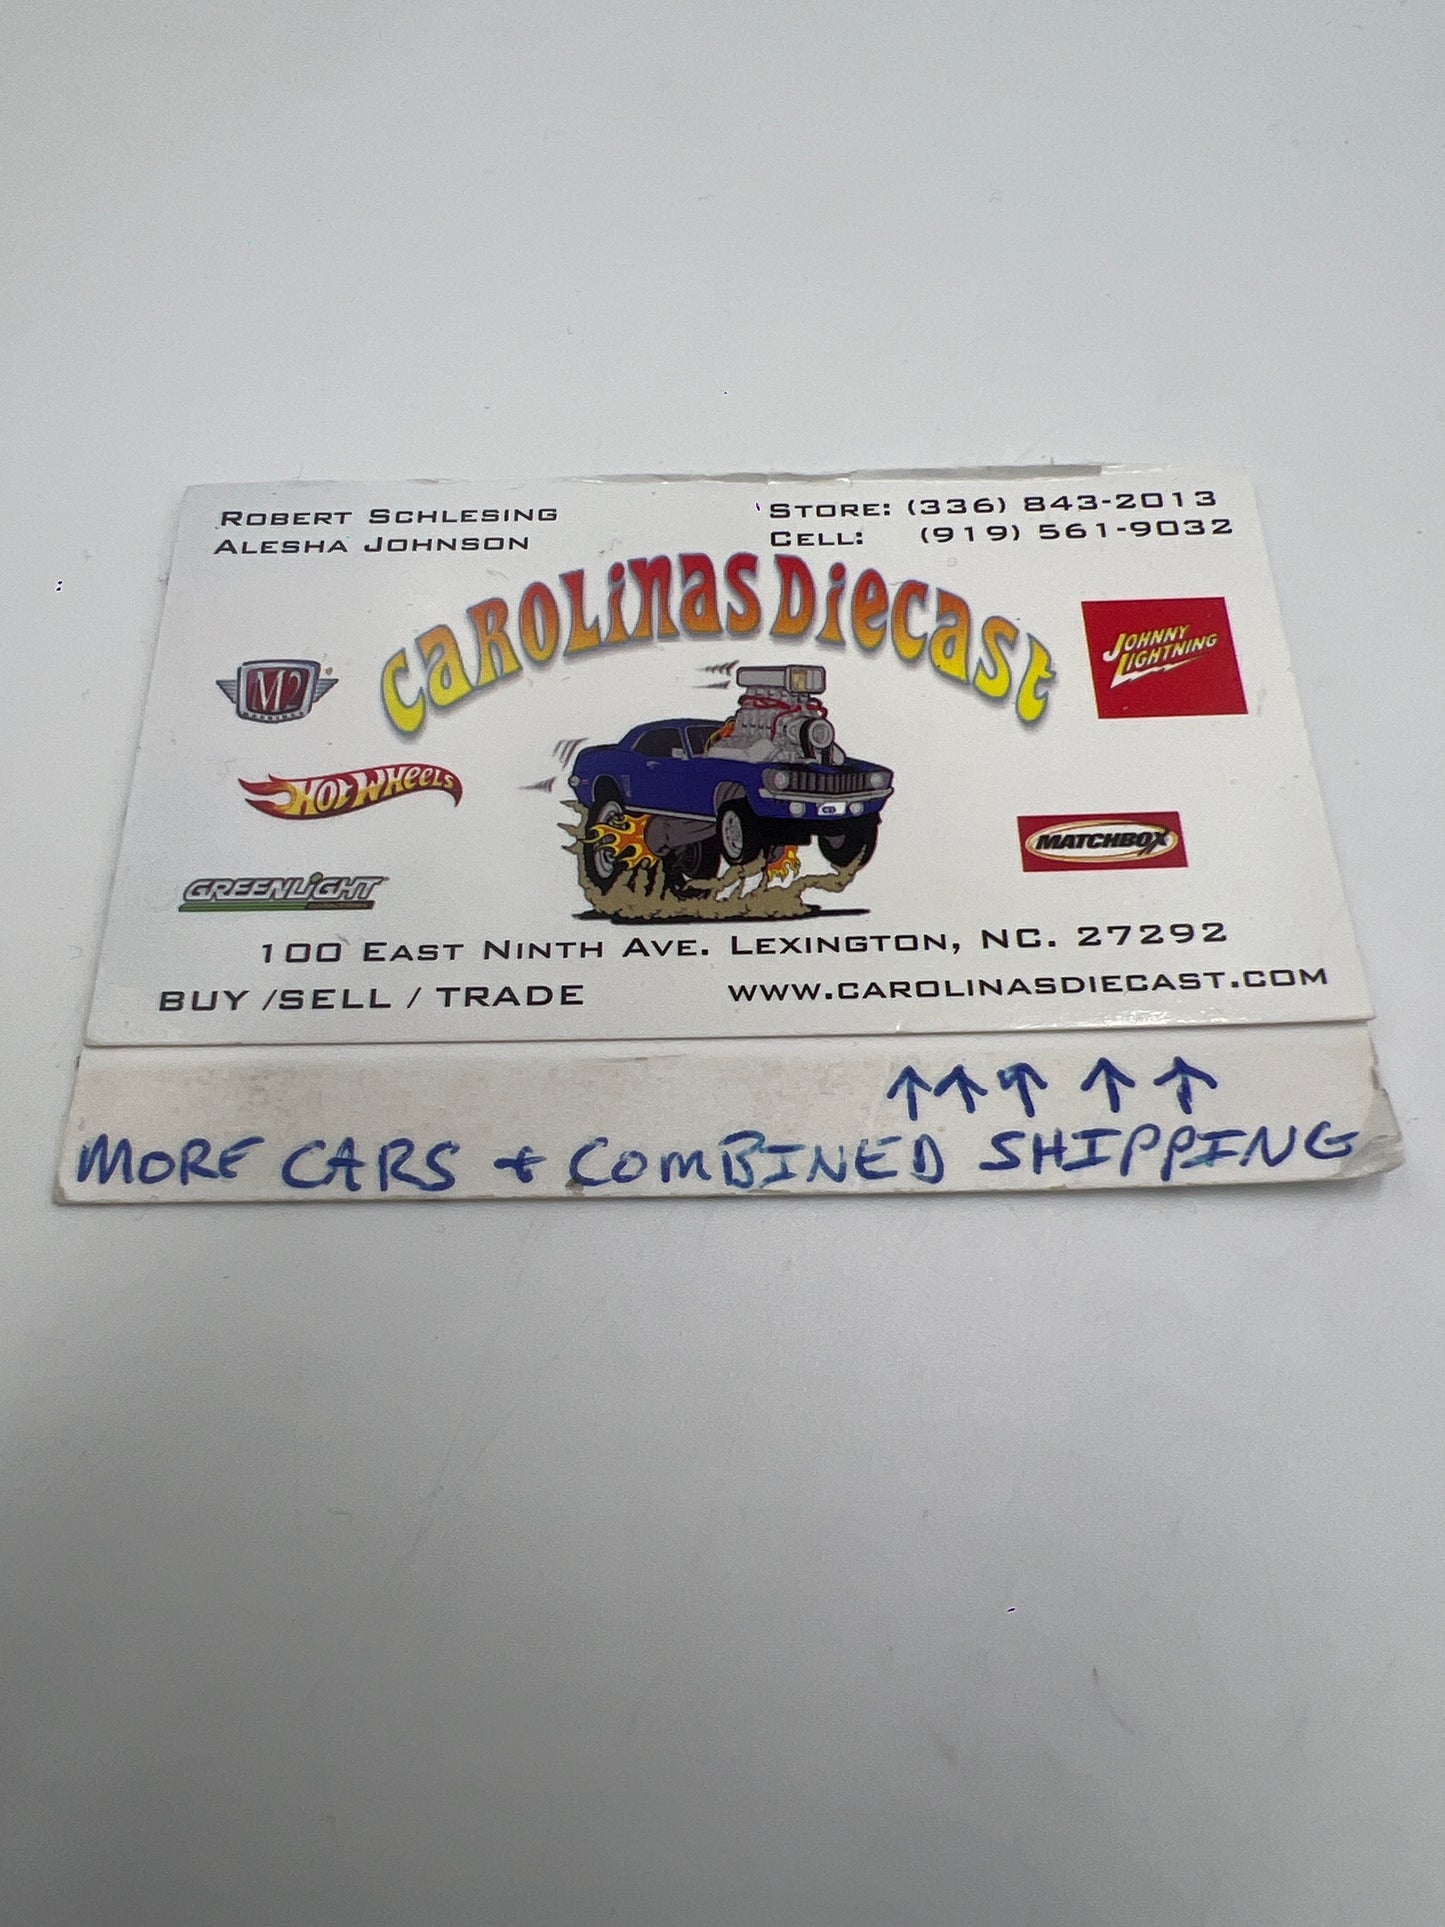 ROBERT SCHLESING
ALESHA JOHNSON
STORE: (336) 843-2013
CELL: (919) 561-9032
CAROLINAS DIECAST
M2
MACHINES
JOHNNY
LIGHTNING
HOT WHEELS
MATCHBOX
GREENLIGHT
100 EAST NINTH AVE. LEXINGTON, NC. 27292
BUY /SELL / TRADE
WWW.CAROLINASDIECAST.COM
↑↑↑ ↑ ↑
MORE CARS + COMBINED SHIPPING